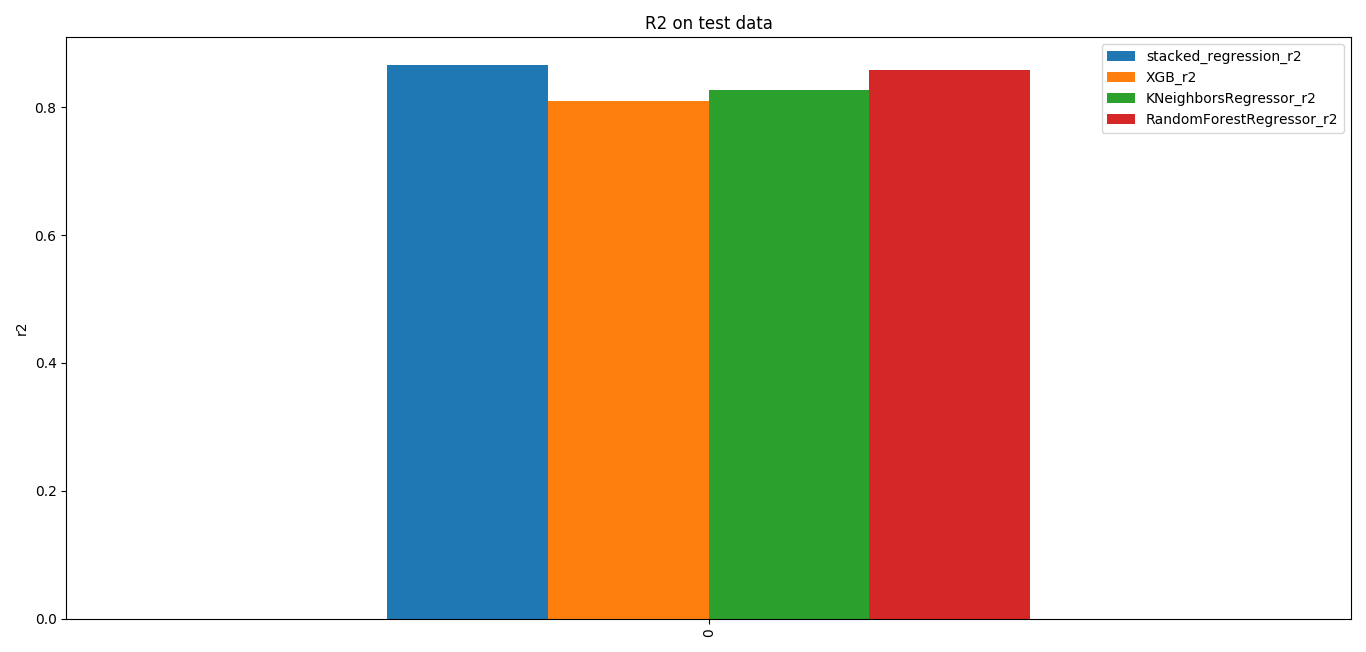 R2 on test data
stacked_regression_r2
XGB_r2
KNeighborsRegressor_r2
RandomForestRegressor_r2
r2
0.8
0.6
0.4
0.2
0.0
0